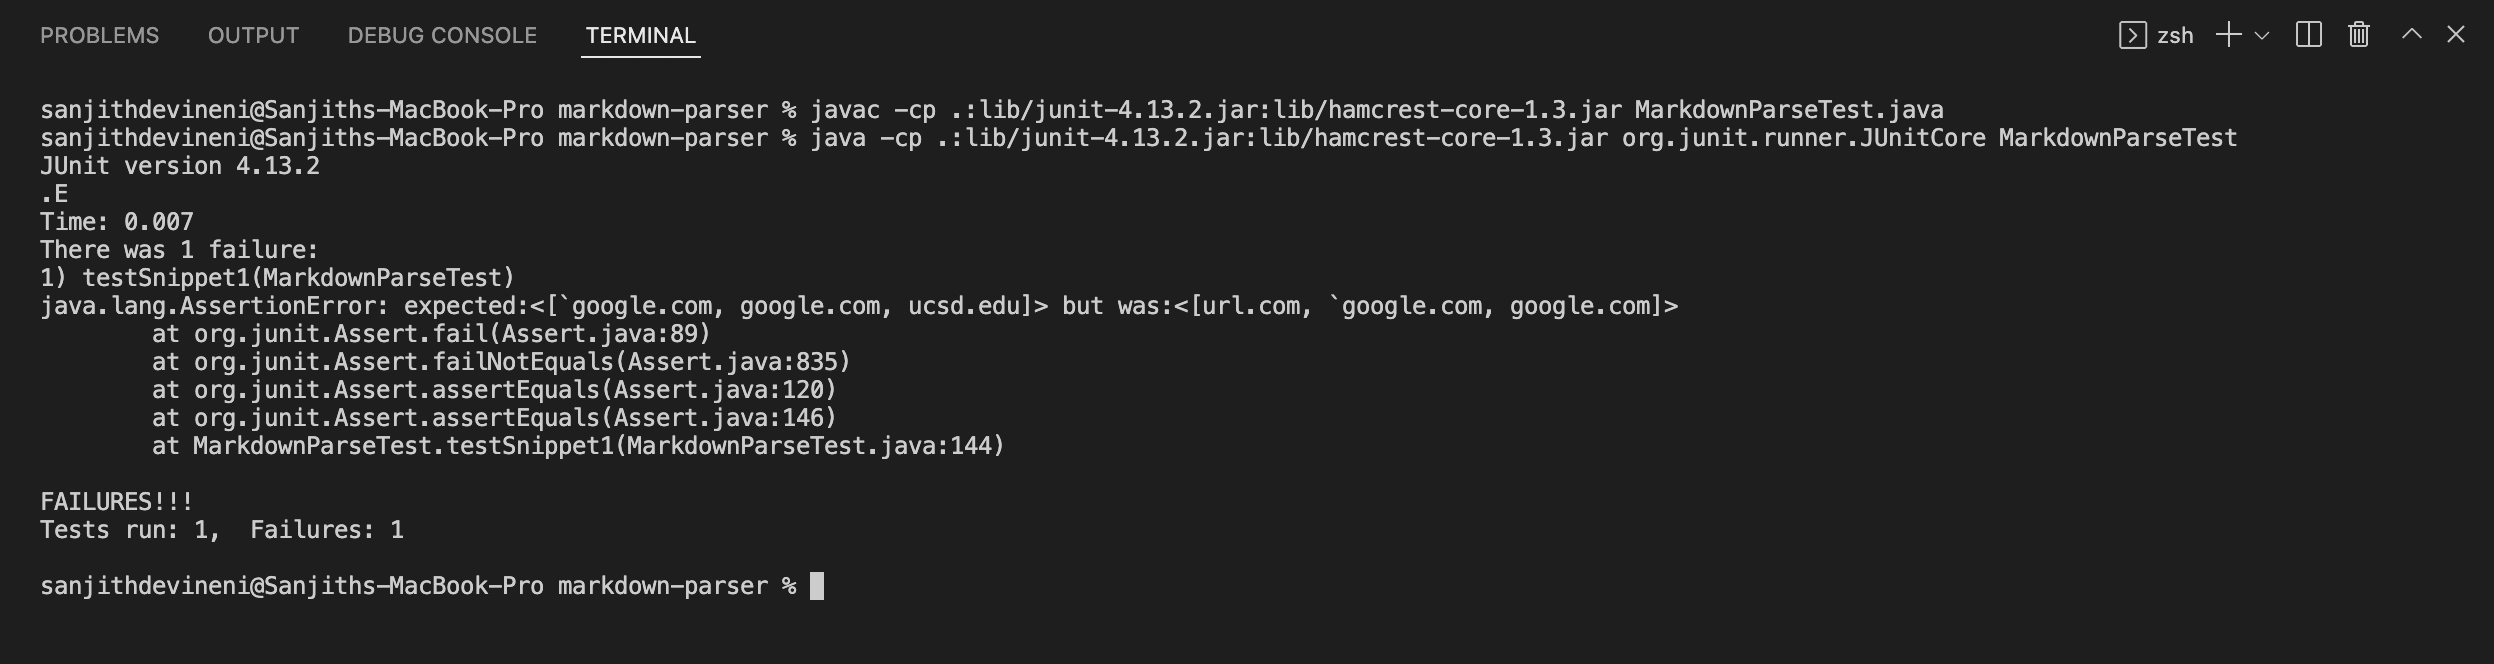 PROBLEMS OUTPUT DEBUG CONSOLE TERMINAL zsh
sanjithdevineni@Sanjiths-MacBook-Pro markdown-parser % javac -cp .:lib/junit-4.13.2.jar:lib/hamcrest-core-1.3.jar MarkdownParseTest.java
sanjithdevineni@Sanjiths-MacBook-Pro markdown-parser % java -cp .:lib/junit-4.13.2.jar:lib/hamcrest-core-1.3.jar org.junit.runner.JUnitCore MarkdownParseTest
JUnit version 4.13.2
.E
Time: 0.007
There was 1 failure:
1) testSnippet1(MarkdownParseTest)
java.lang.AssertionError: expected:<[`google.com, google.com, ucsd.edu]> but was:<[url.com, `google.com, google.com]>
        at org.junit.Assert.fail(Assert.java:89)
        at org.junit.Assert.failNotEquals(Assert.java:835)
        at org.junit.Assert.assertEquals(Assert.java:120)
        at org.junit.Assert.assertEquals(Assert.java:146)
        at MarkdownParseTest.testSnippet1(MarkdownParseTest.java:144)
FAILURES!!!
Tests run: 1,  Failures: 1
sanjithdevineni@Sanjiths-MacBook-Pro markdown-parser %